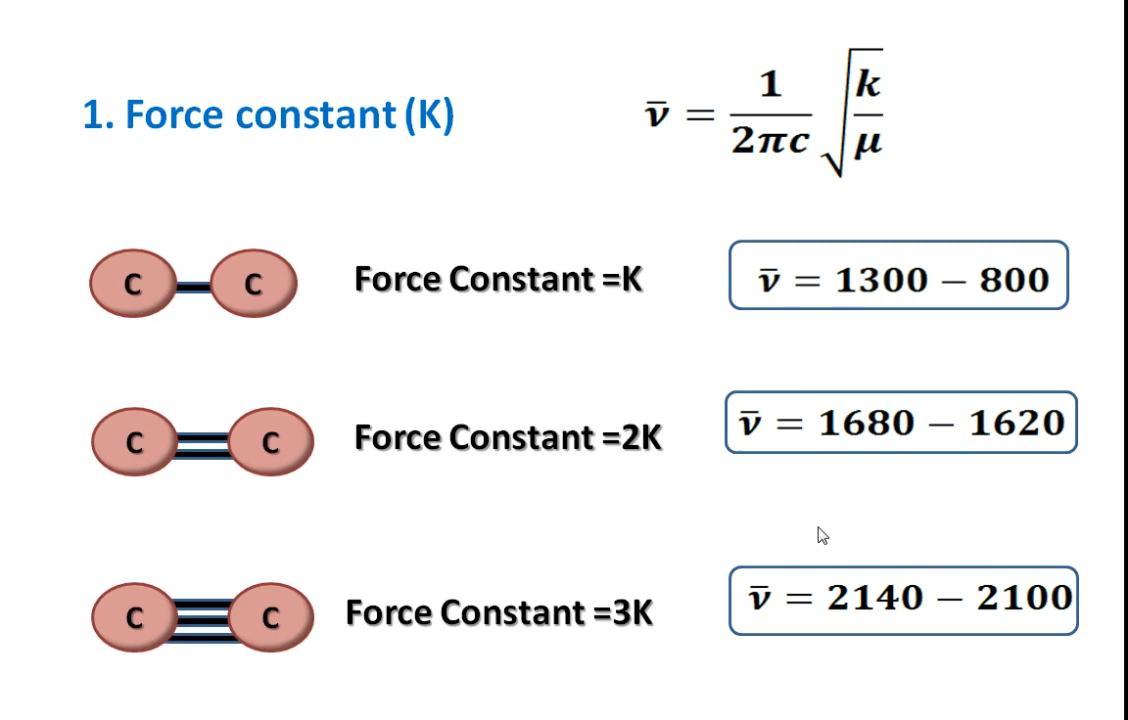 1. Force constant (K)
ν̄ = 1 / 2πc √ k / μ
C C Force Constant =K ν̄ = 1300 − 800
C C Force Constant =2K ν̄ = 1680 − 1620
C C Force Constant =3K ν̄ = 2140 − 2100